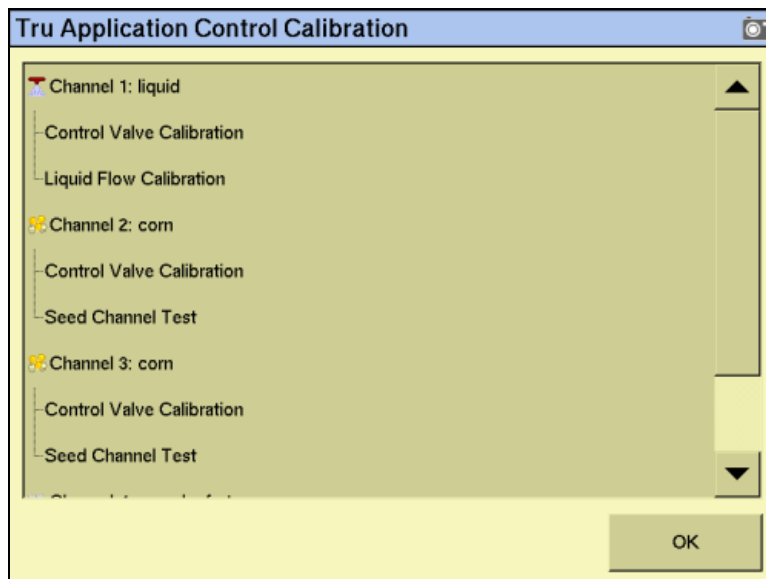 Tru Application Control Calibration
Channel 1: liquid
Control Valve Calibration
Liquid Flow Calibration
Channel 2: corn
Control Valve Calibration
Seed Channel Test
Channel 3: corn
Control Valve Calibration
Seed Channel Test
OK